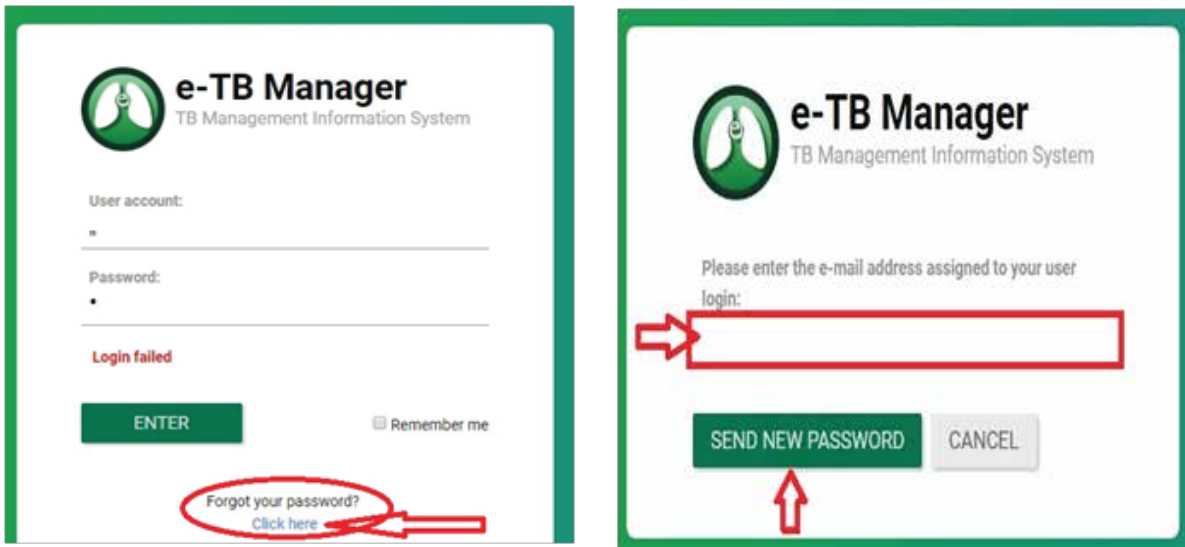 e-TB Manager
TB Management Information System
User account:
"
Password:
•
Login failed
ENTER
Remember me
Forgot your password?
Click here
e
e-TB Manager
TB Management Information System
Please enter the e-mail address assigned to your user
login:
SEND NEW PASSWORD
CANCEL